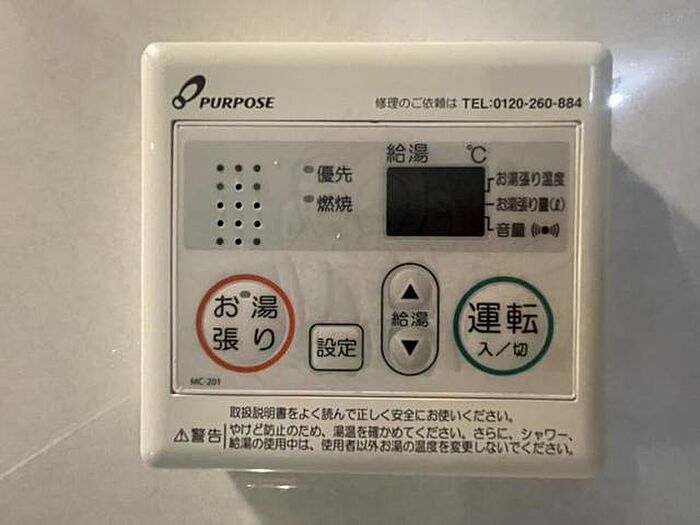 PURPOSE
修理のご依頼は TEL:0120-260-884
給湯 ℃
優先
燃焼
お湯張り温度
お湯張り量(ℓ)
音量
お湯
張り
設定
給湯
運転
入／切
MC-201
取扱説明書をよく読んで正しく安全にお使いください。
警告
やけど防止のため、湯温を確かめてください。さらに、シャワー、
給湯の使用中は、使用者以外お湯の温度を変更しないでください。